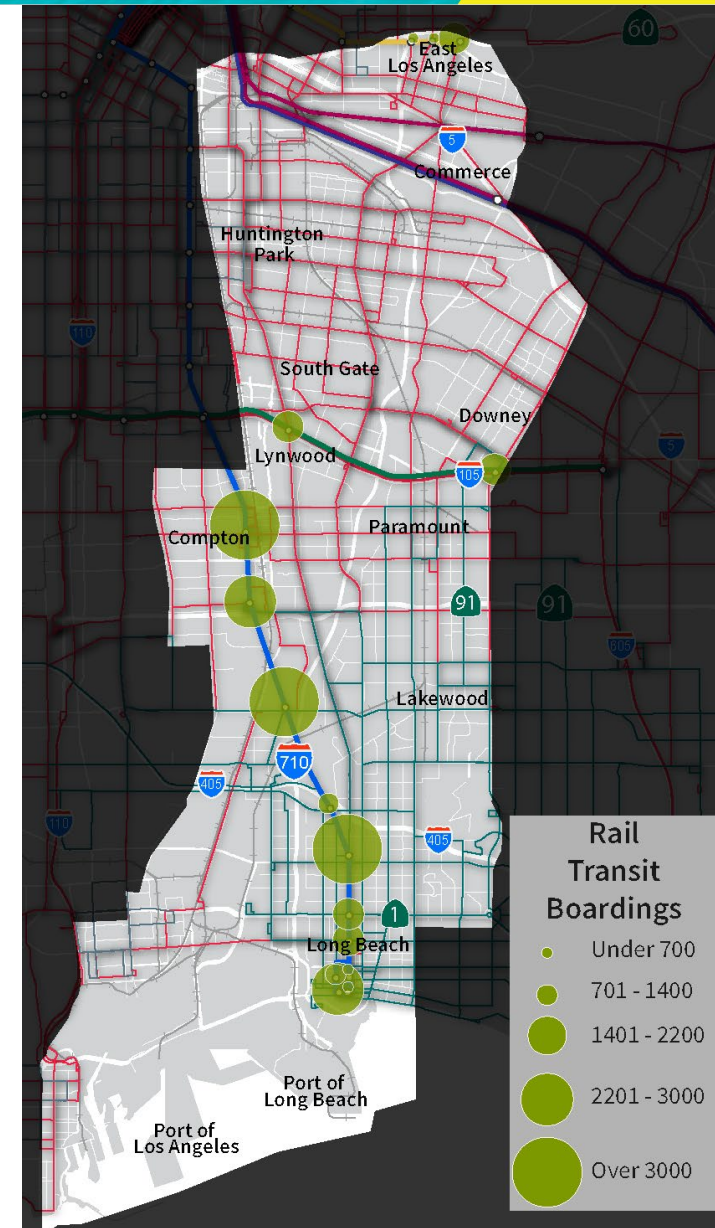 60
East
Los Angeles
5
Commerce
Huntington
Park
110
South Gate
Downey
5
Lynwood
105
Compton
Paramount
91
91
605
Lakewood
710
405
110
405
1
Long Beach
Port of
Long Beach
Port of
Los Angeles
Rail
Transit
Boardings
Under 700
701 - 1400
1401 - 2200
2201 - 3000
Over 3000